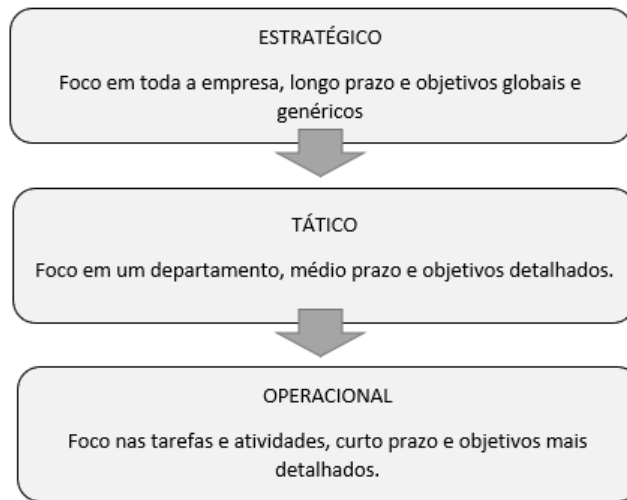 ESTRATÉGICO
Foco em toda a empresa, longo prazo e objetivos globais e
genéricos
TÁTICO
Foco em um departamento, médio prazo e objetivos detalhados.
OPERACIONAL
Foco nas tarefas e atividades, curto prazo e objetivos mais
detalhados.